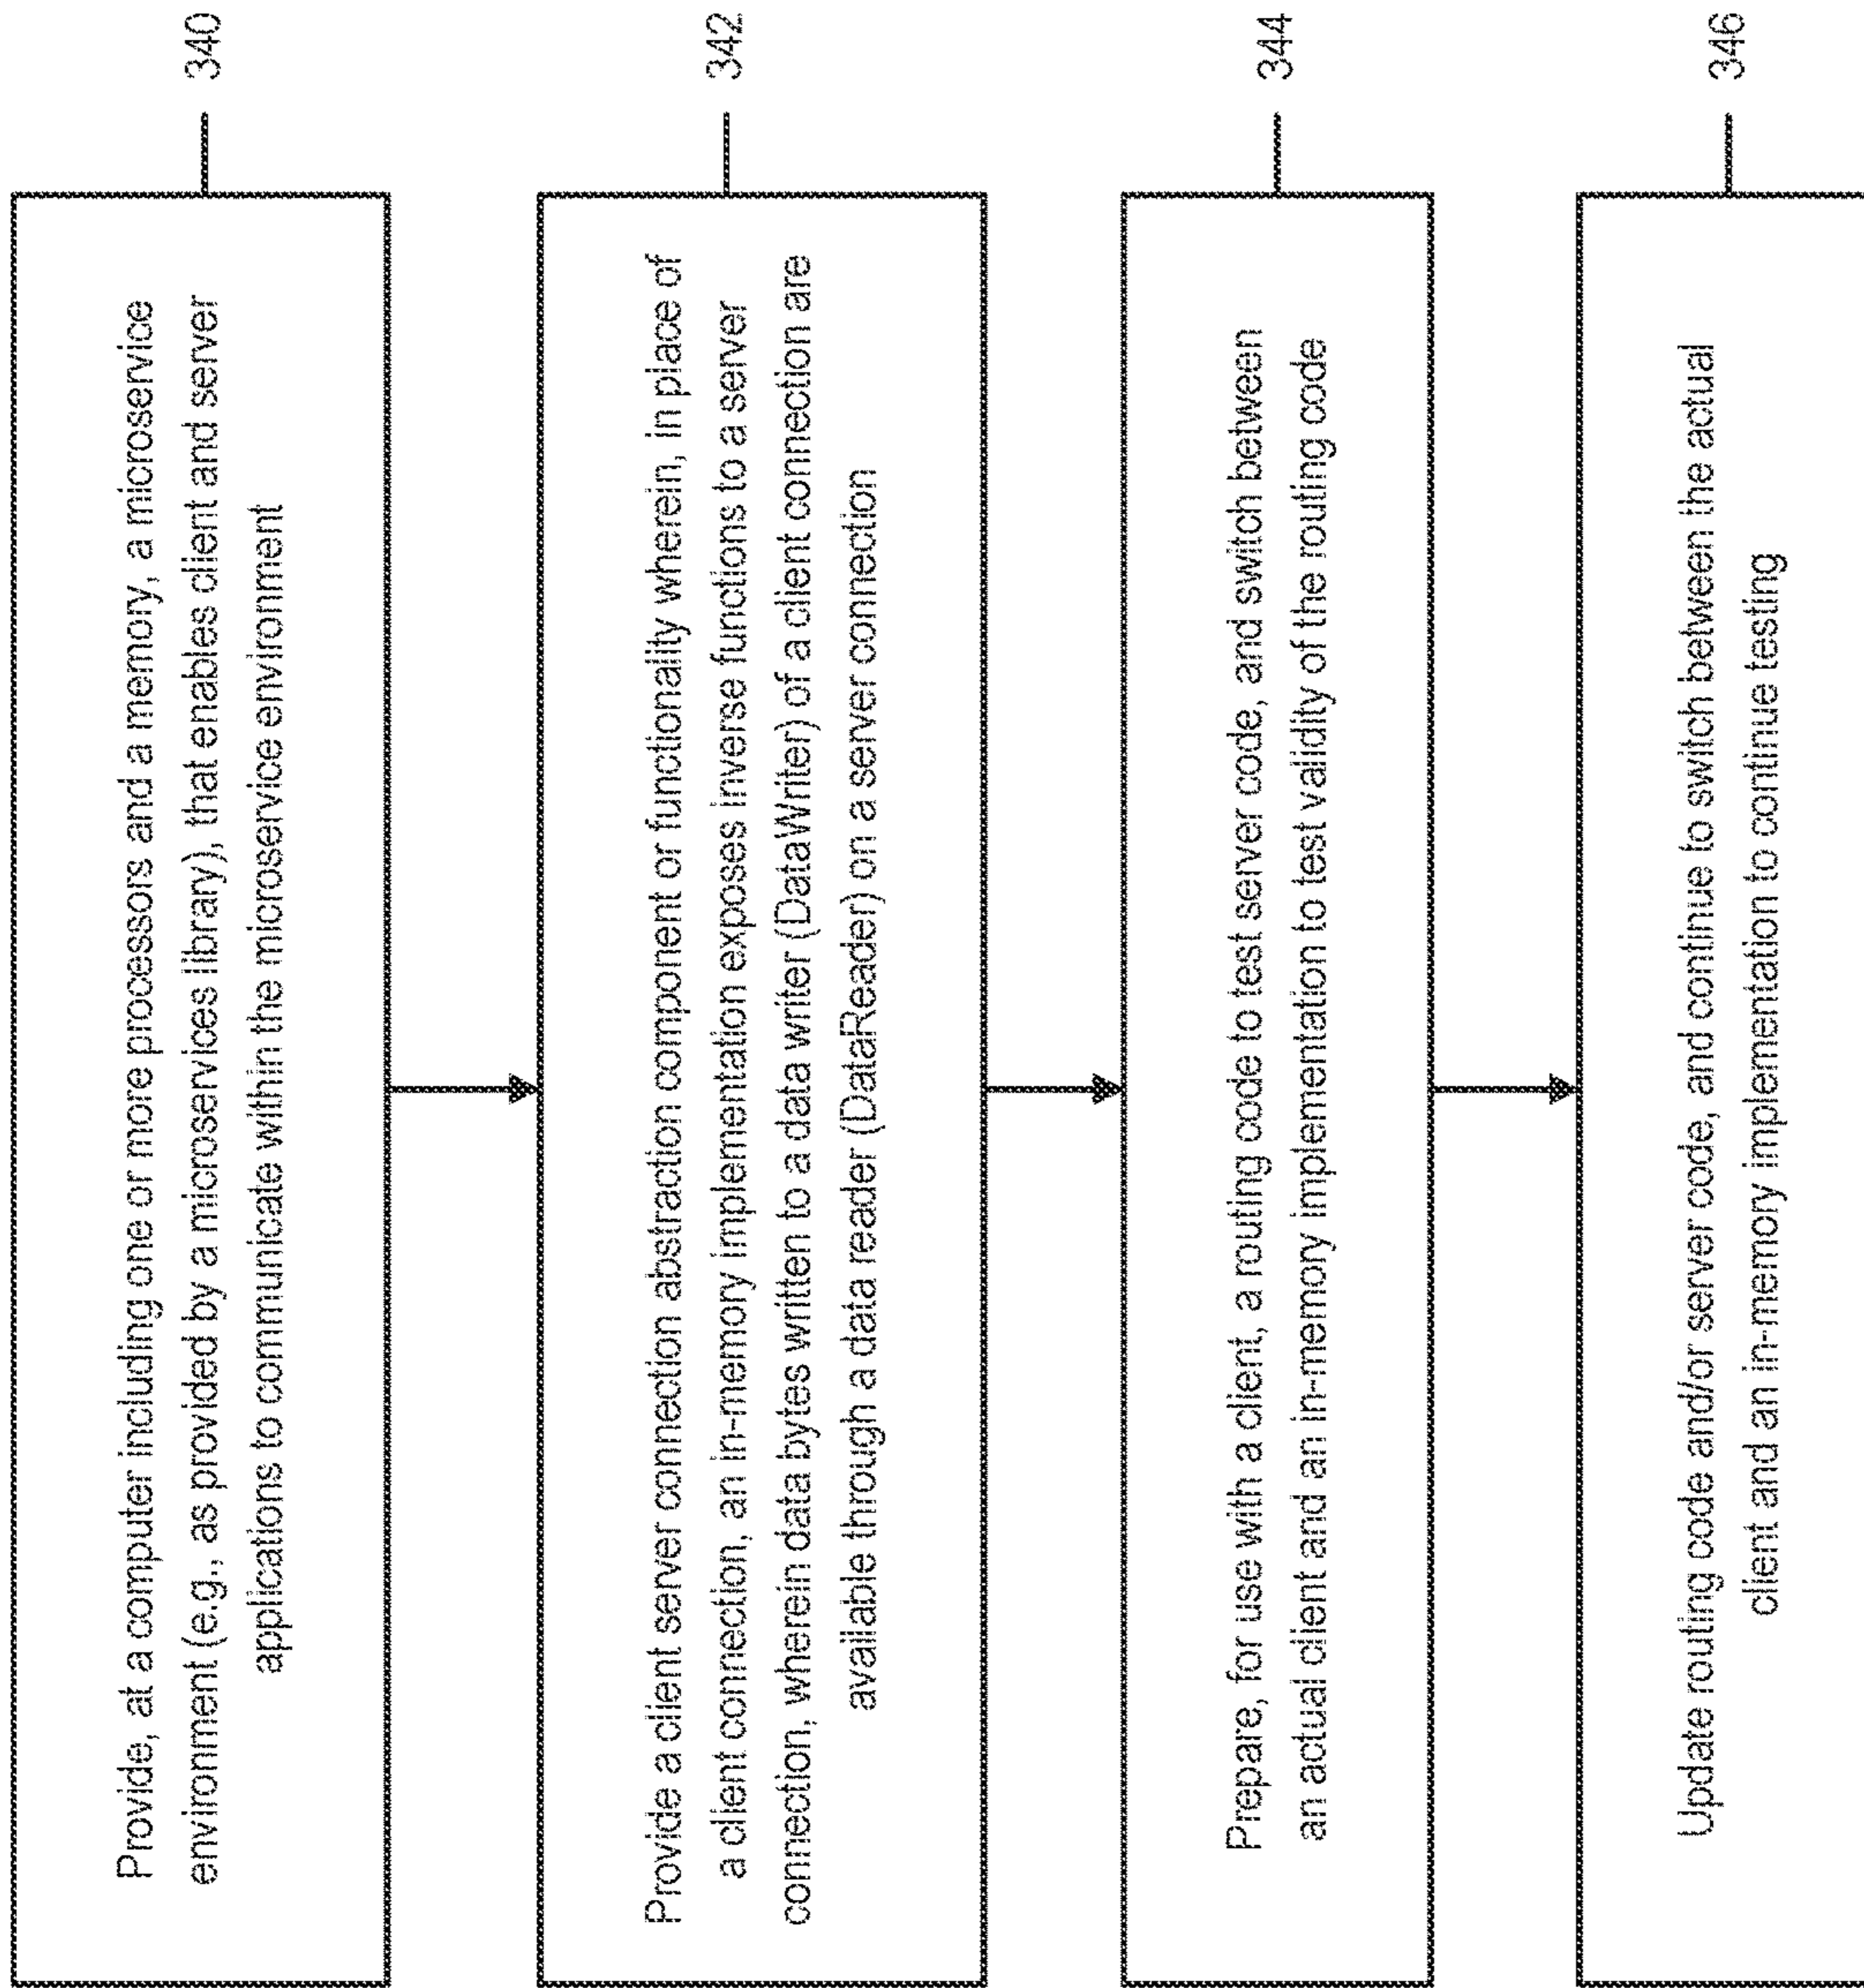 Provide, at a computer including one or more processors and a memory, a microservice
environment (e.g., as provided by a microservices library), that enables client and server
applications to communicate within the microservice environment
340
Provide a client server connection abstraction component or functionality wherein, in place of
a client connection, an in-memory implementation exposes inverse functions to a server
connection, wherein data bytes written to a data writer (DataWriter) of a client connection are
available through a data reader (DataReader) on a server connection
342
Prepare, for use with a client, a routing code to test server code, and switch between
an actual client and an in-memory implementation to test validity of the routing code
344
Update routing code and/or server code, and continue to switch between the actual
client and an in-memory implementation to continue testing
346